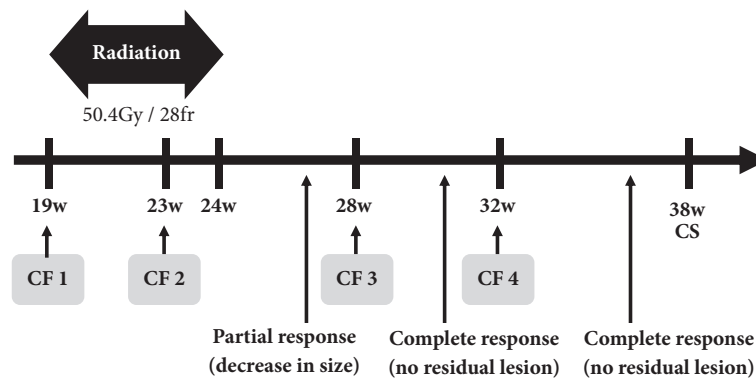 Radiation
50.4Gy / 28fr
19w
23w
24w
28w
32w
38w
CS
CF 1
CF 2
CF 3
CF 4
Partial response
(decrease in size)
Complete response
(no residual lesion)
Complete response
(no residual lesion)